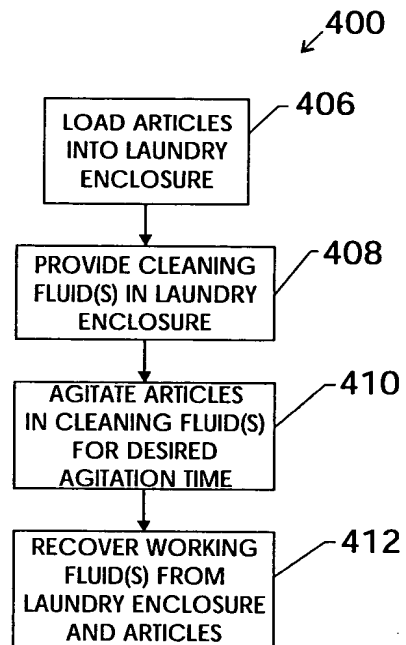 400
406
LOAD ARTICLES
INTO LAUNDRY
ENCLOSURE
408
PROVIDE CLEANING
FLUID(S) IN LAUNDRY
ENCLOSURE
410
AGITATE ARTICLES
IN CLEANING FLUID(S)
FOR DESIRED
AGITATION TIME
412
RECOVER WORKING
FLUID(S) FROM
LAUNDRY ENCLOSURE
AND ARTICLES